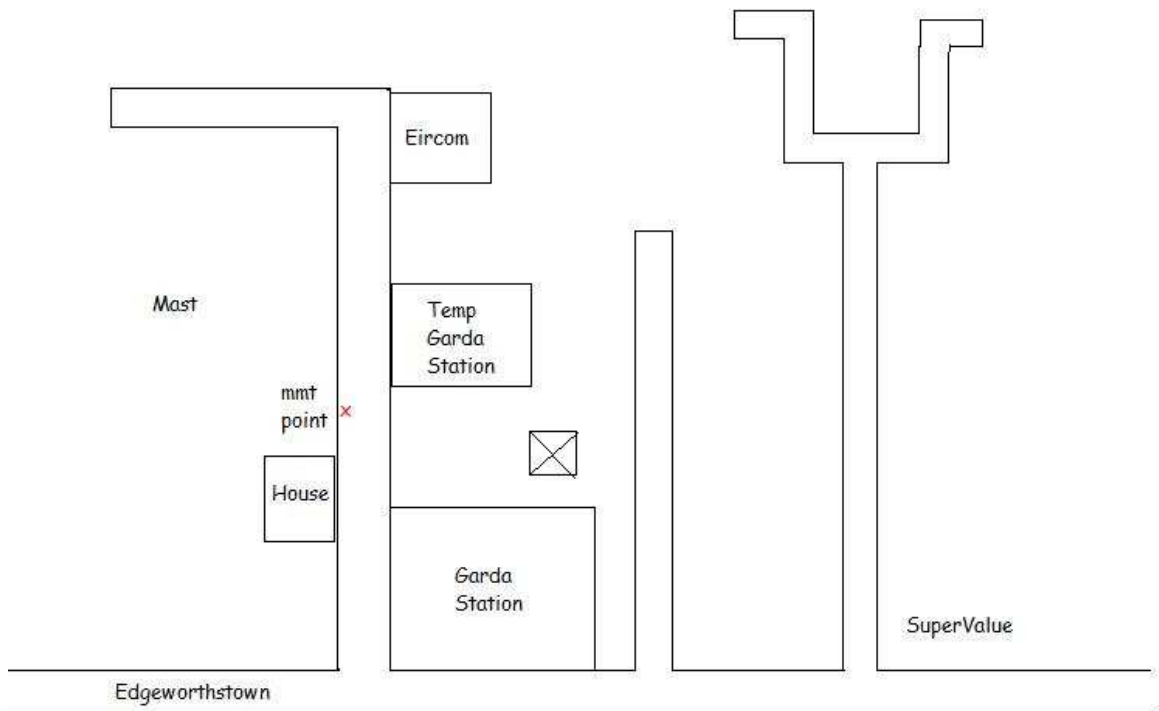 Eircom
Mast
Temp
Garda
Station
mmt
point
x
House
Garda
Station
SuperValue
Edgeworthstown